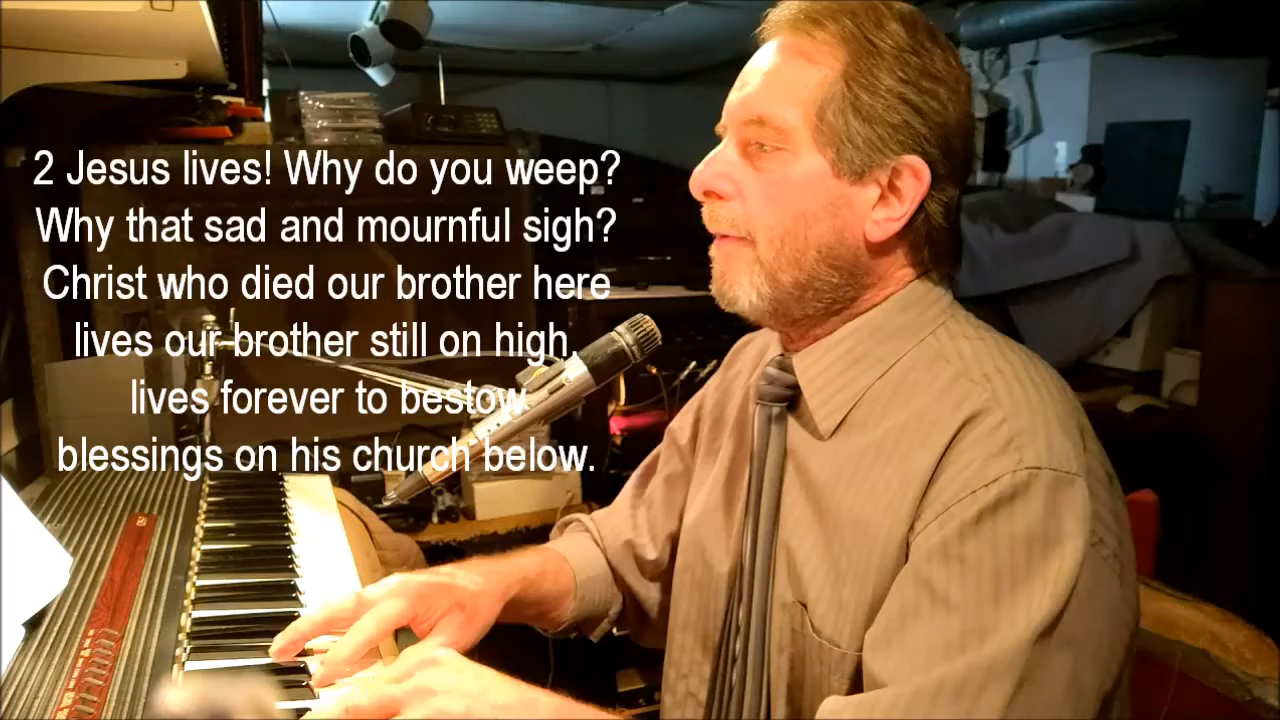 2 Jesus lives! Why do you weep?
Why that sad and mournful sigh?
Christ who died our brother here
lives our brother still on high,
lives forever to bestow
blessings on his church below.